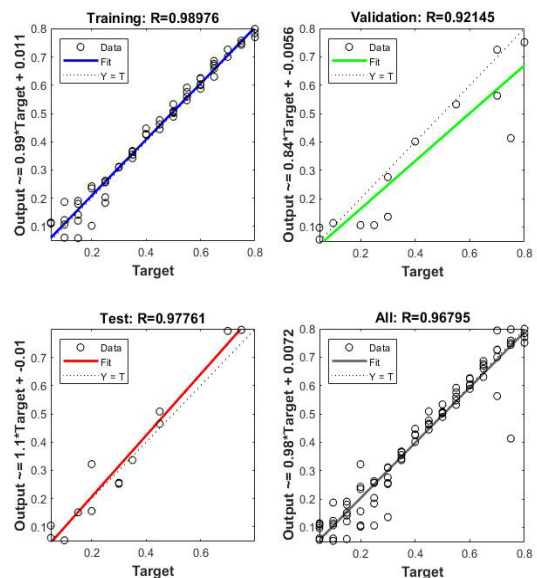 Training: R=0.98976
Output ~= 0.99*Target + 0.011
0.8
0.7
0.6
0.5
0.4
0.3
0.2
0.1
Data
Fit
Y = T
0.2 0.4 0.6 0.8
Target
Validation: R=0.92145
Output ~= 0.84*Target + -0.0056
0.8
0.7
0.6
0.5
0.4
0.3
0.2
0.1
Data
Fit
Y = T
0.2 0.4 0.6 0.8
Target
Test: R=0.97761
Output ~= 1.1*Target + -0.01
0.7
0.6
0.5
0.4
0.3
0.2
0.1
Data
Fit
Y = T
0.2 0.4 0.6
Target
All: R=0.96795
Output ~= 0.98*Target + 0.0072
0.8
0.7
0.6
0.5
0.4
0.3
0.2
0.1
Data
Fit
Y = T
0.2 0.4 0.6 0.8
Target